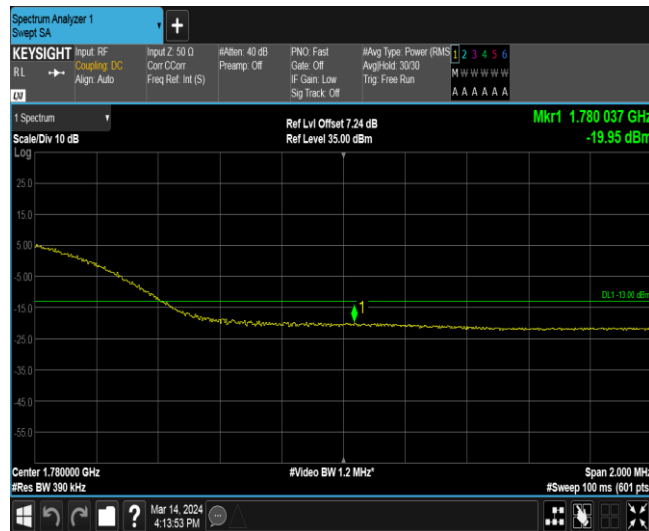 Spectrum Analyzer 1
Swept SA
+
KEYSIGHT
RL
LXI
Input: RF
Coupling: DC
Align: Auto
Input Z: 50 Ω
Corr CCorr
Freq Ref: Int (S)
#Atten: 40 dB
Preamp: Off
PNO: Fast
Gate: Off
IF Gain: Low
Sig Track: Off
#Avg Type: Power (RMS
Avg|Hold: 30/30
Trig: Free Run
1 2 3 4 5 6
M W W W W W
A A A A A A
1 Spectrum
Scale/Div 10 dB
Log
Ref Lvl Offset 7.24 dB
Ref Level 35.00 dBm
Mkr1 1.780 037 GHz
-19.95 dBm
25.0
15.0
5.00
-5.00
DL1 -13.00 dBm
1
-15.0
-25.0
-35.0
-45.0
-55.0
Center 1.780000 GHz
#Res BW 390 kHz
#Video BW 1.2 MHz*
Span 2.000 MHz
#Sweep 100 ms (601 pts
?
Mar 14, 2024
4:13:53 PM